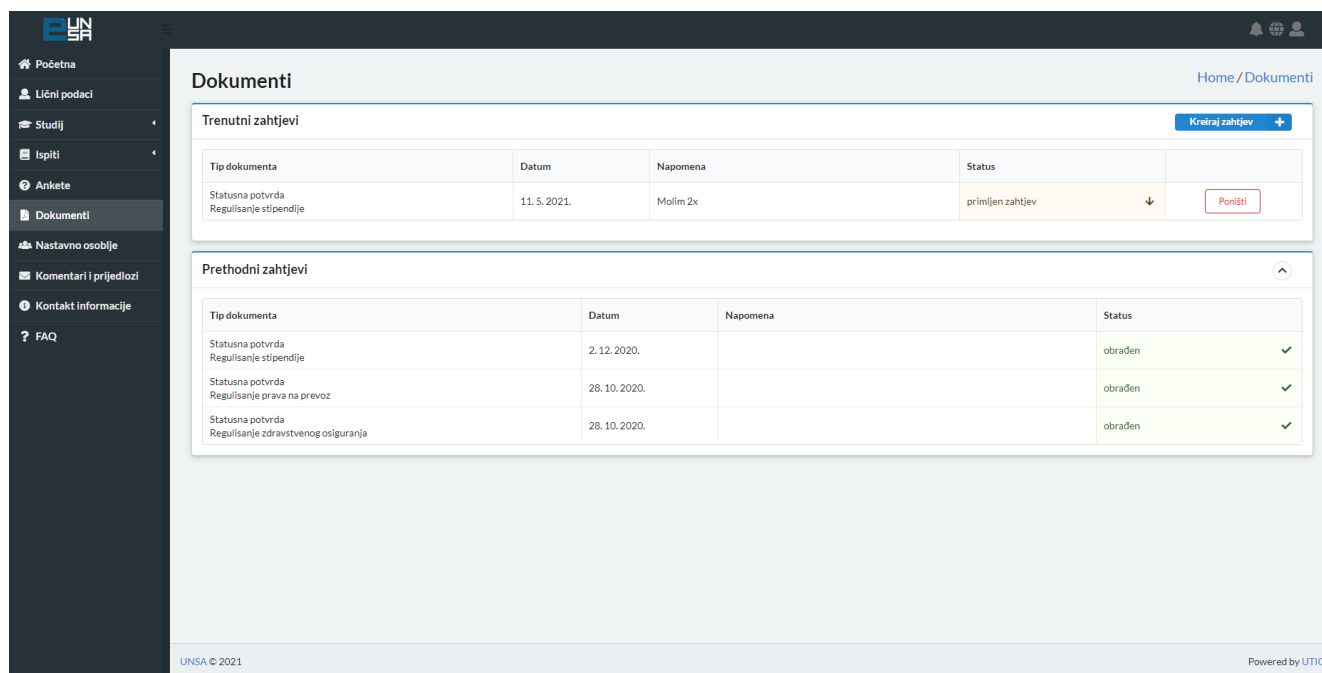 eUNSA
Početna
Lični podaci
Studij
Ispiti
Ankete
Dokumenti
Nastavno osoblje
Komentari i prijedlozi
Kontakt informacije
FAQ
Dokumenti
Home / Dokumenti
Trenutni zahtjevi
Kreiraj zahtjev +
Tip dokumenta Datum Napomena Status
Statusna potvrda
Regulisanje stipendije
11. 5. 2021. Molim 2x primljen zahtjev Poništi
Prethodni zahtjevi
Tip dokumenta Datum Napomena Status
Statusna potvrda
Regulisanje stipendije
2. 12. 2020. obrađen
Statusna potvrda
Regulisanje prava na prevoz
28. 10. 2020. obrađen
Statusna potvrda
Regulisanje zdravstvenog osiguranja
28. 10. 2020. obrađen
UNSA © 2021
Powered by UTIC